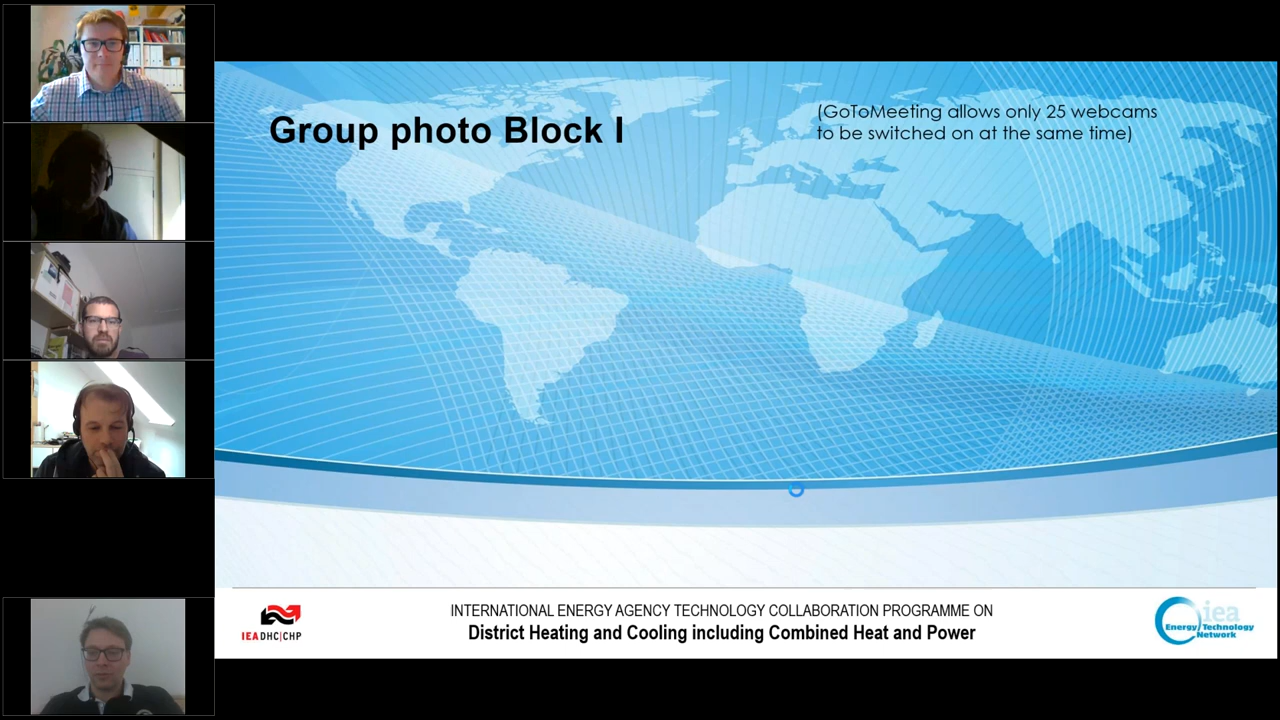 Group photo Block I
(GoToMeeting allows only 25 webcams
to be switched on at the same time)
IEA DHC|CHP
INTERNATIONAL ENERGY AGENCY TECHNOLOGY COLLABORATION PROGRAMME ON
District Heating and Cooling including Combined Heat and Power
iea
Energy Technology
Network